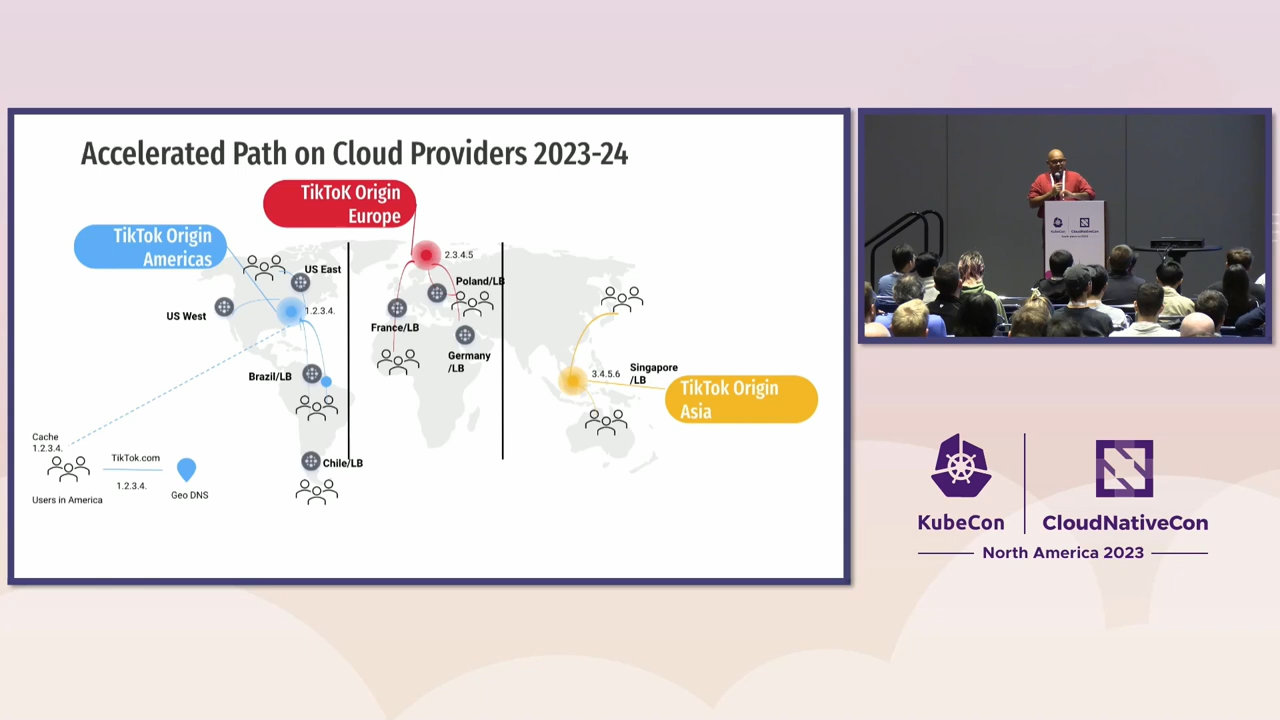 Accelerated Path on Cloud Providers 2023-24
TikToK Origin
Europe
TikTok Origin
Americas
US East
2.3.4.5
Poland/LB
US West
1.2.3.4.
France/LB
Germany
/LB
Brazil/LB
3.4.5.6
Singapore
/LB
TikTok Origin
Asia
Cache
1.2.3.4.
TikTok.com
1.2.3.4.
Users in America
Geo DNS
Chile/LB
KubeCon
CloudNativeCon
North America 2023